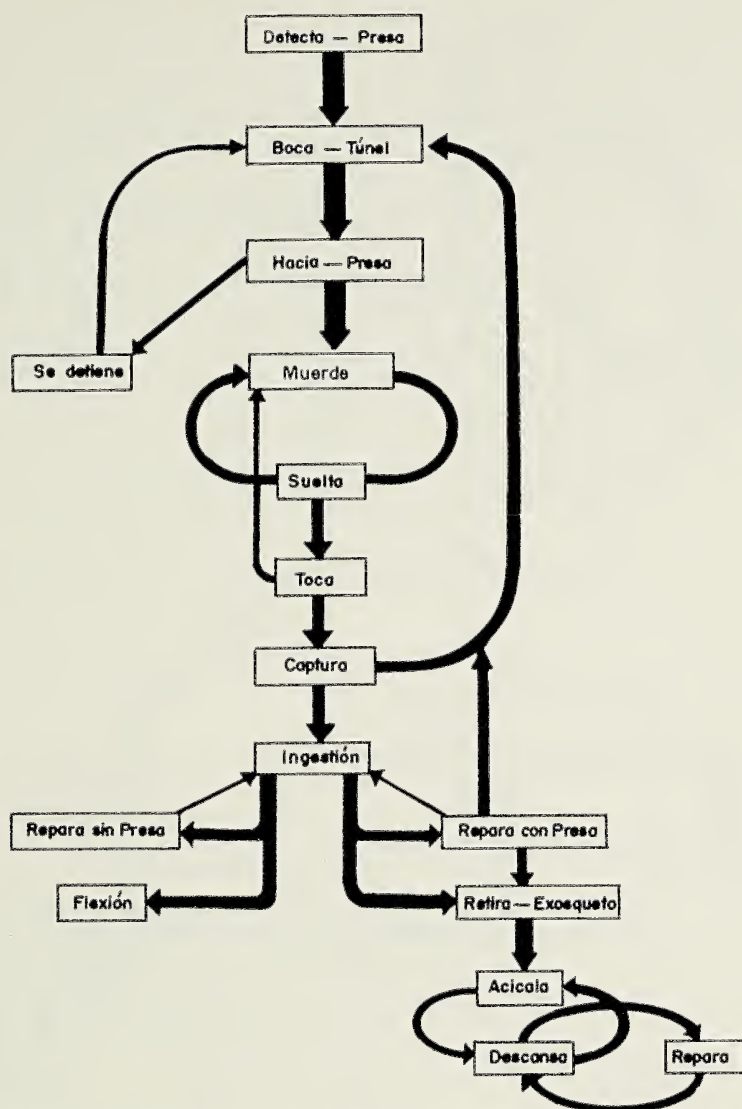 Detecta — Presa
Boca — Túnel
Hacia — Presa
Se detiene
Muerde
Suelta
Toca
Captura
Ingestión
Repara sin Presa
Repara con Presa
Flexión
Retira — Exosqueto
Acicala
Descansa
Repara